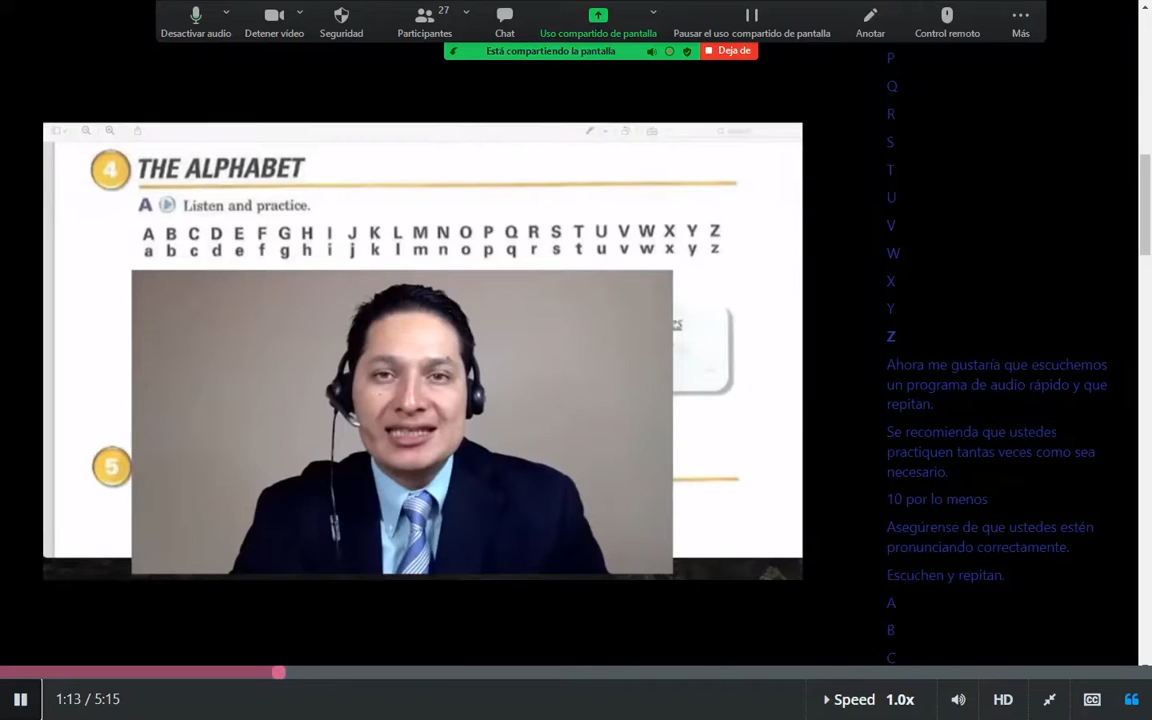 27
Desactivar audio
Detener vídeo
Seguridad
Participantes
Chat
Uso compartido de pantalla
Pausar el uso compartido de pantalla
Anotar
Control remoto
Más
Está compartiendo la pantalla
Deja de
4 THE ALPHABET
A Listen and practice.
A B C D E F G H I J K L M N O P Q R S T U V W X Y Z
a b c d e f g h i j k l m n o p q r s t u v w x y z
5
P
Q
R
S
T
U
V
W
X
Y
Z
Ahora me gustaría que escuchemos
un programa de audio rápido y que
repitan.
Se recomienda que ustedes
practiquen tantas veces como sea
necesario.
10 por lo menos
Asegúrense de que ustedes estén
pronunciando correctamente.
Escuchen y repitan.
A
B
C
1:13 / 5:15
Speed 1.0x
HD
CC